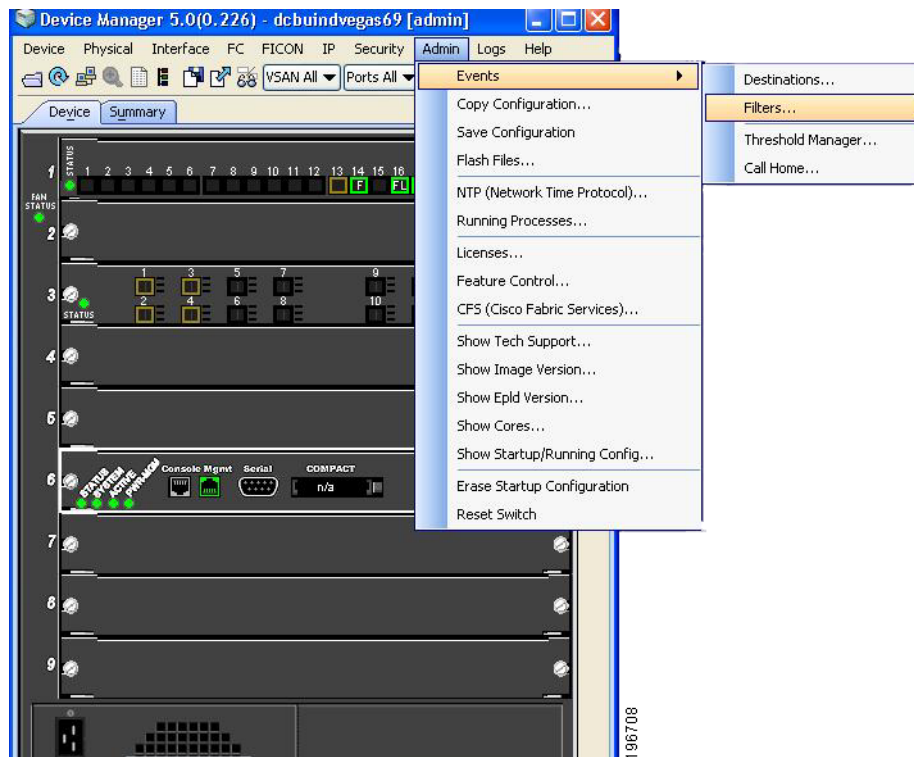 Device Manager 5.0(0.226) - dcbuindvegas69 [admin]
Device Physical Interface FC FICON IP Security Admin Logs Help
VSAN All Ports All
Device Summary
Events
Copy Configuration...
Save Configuration
Flash Files...
NTP (Network Time Protocol)...
Running Processes...
Licenses...
Feature Control...
CFS (Cisco Fabric Services)...
Show Tech Support...
Show Image Version...
Show Epld Version...
Show Cores...
Show Startup/Running Config...
Erase Startup Configuration
Reset Switch
Destinations...
Filters...
Threshold Manager...
Call Home...
1 STATUS 1 2 3 4 5 6 7 8 9 10 11 12 13 14 15 16
F FL
FAN STATUS
2
3 STATUS 1 3 5 7 9
2 4 6 8 10
4
5
6 STATUS SYSTEM ACTIVE PWR-MGM Console Mgmt Serial COMPACT
n/a
7
8
9
196708